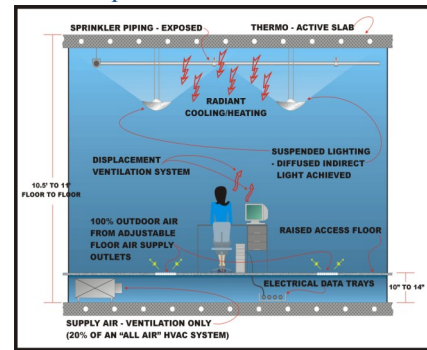 SPRINKLER PIPING - EXPOSED
THERMO - ACTIVE SLAB
RADIANT
COOLING/HEATING
SUSPENDED LIGHTING
- DIFFUSED INDIRECT
LIGHT ACHIEVED
DISPLACEMENT
VENTILATION SYSTEM
10.5' TO 11'
FLOOR TO FLOOR
100% OUTDOOR AIR
FROM ADJUSTABLE
FLOOR AIR SUPPLY
OUTLETS
RAISED ACCESS FLOOR
10" TO 14"
ELECTRICAL DATA TRAYS
SUPPLY AIR - VENTILATION ONLY
(20% OF AN "ALL AIR" HVAC SYSTEM)